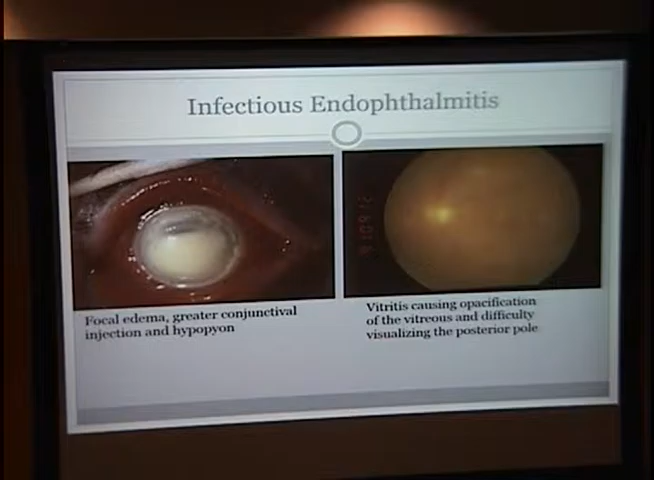 Infectious Endophthalmitis
Focal edema, greater conjunctival
injection and hypopyon
Vitritis causing opacification
of the vitreous and difficulty
visualizing the posterior pole